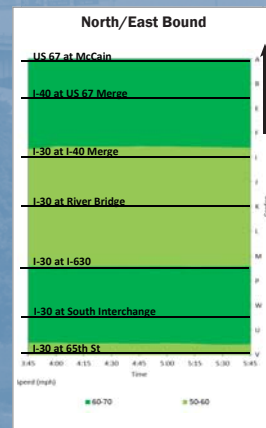 North/East Bound
US 67 at McCain
A
B
I-40 at US 67 Merge
E
F
I-30 at I-40 Merge
I
J
I-30 at River Bridge
K
L
I-30 at I-630
M
P
I-30 at South Interchange
W
U
I-30 at 65th St
V
3:45 4:00 4:15 4:30 4:45 5:00 5:15 5:30 5:45
Time
Speed (mph)
60-70 50-60